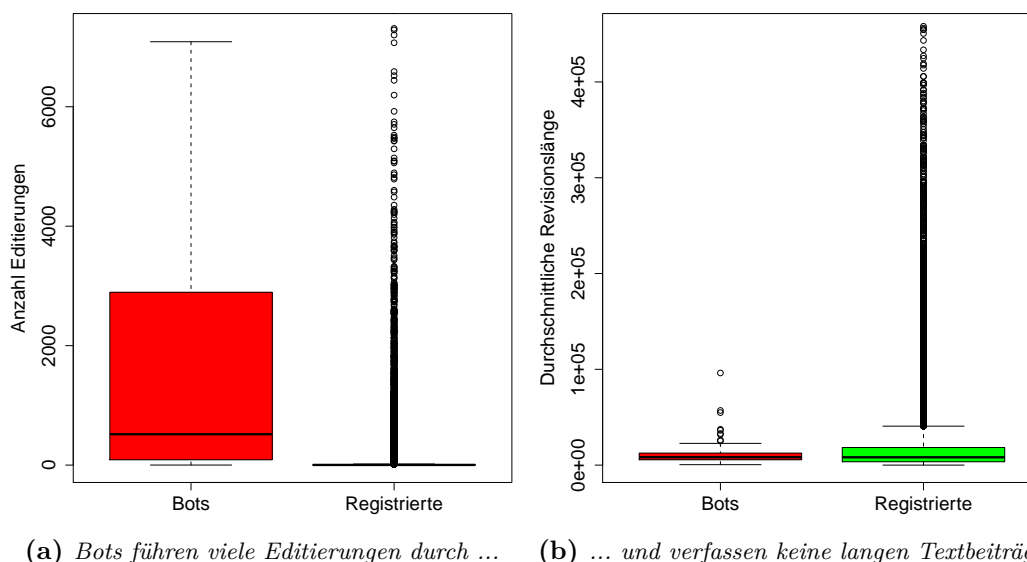 Anzahl Editierungen
0 2000 4000 6000
Bots Registrierte
Durchschnittliche Revisionslänge
0e+00 1e+05 2e+05 3e+05 4e+05
Bots Registrierte
(a) Bots führen viele Editierungen durch ...
(b) ... und verfassen keine langen Textbeiträg